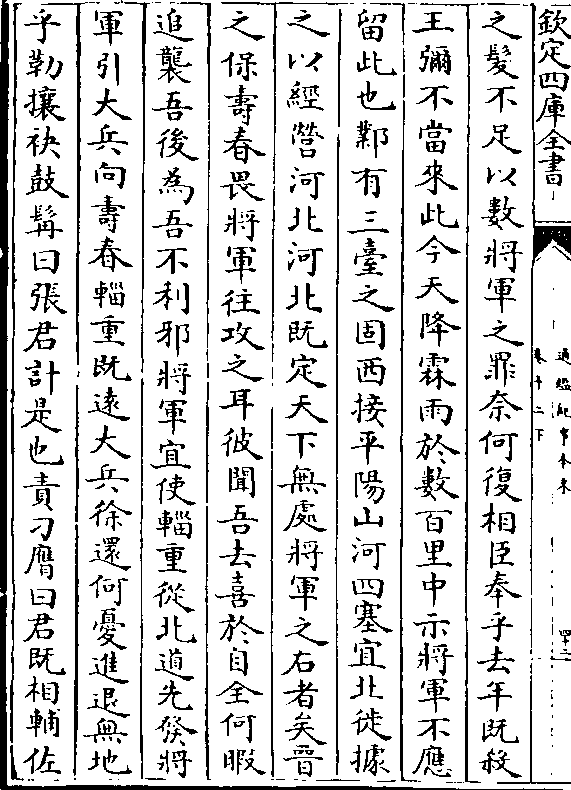 欽定四庫全書
通鑑紀事本末
卷十二下
四十二
之髮不足以數將軍之罪奈何復相臣奉乎去年既殺
王彌不當來此今天降霖雨於數百里中示將軍不應
留此也鄴有三臺之固西接平陽山河四塞宜北徙據
之以經營河北河北既定天下無處將軍之右者矣晉
之保壽春畏將軍往攻之耳彼聞吾去喜於自全何暇
追襲吾後為吾不利邪將軍宜使輜重從北道先發將
軍引大兵向壽春輜重既遠大兵徐還何憂進退無地
乎勒攘袂鼓髯曰張君計是也責刁膺曰君既相輔佐